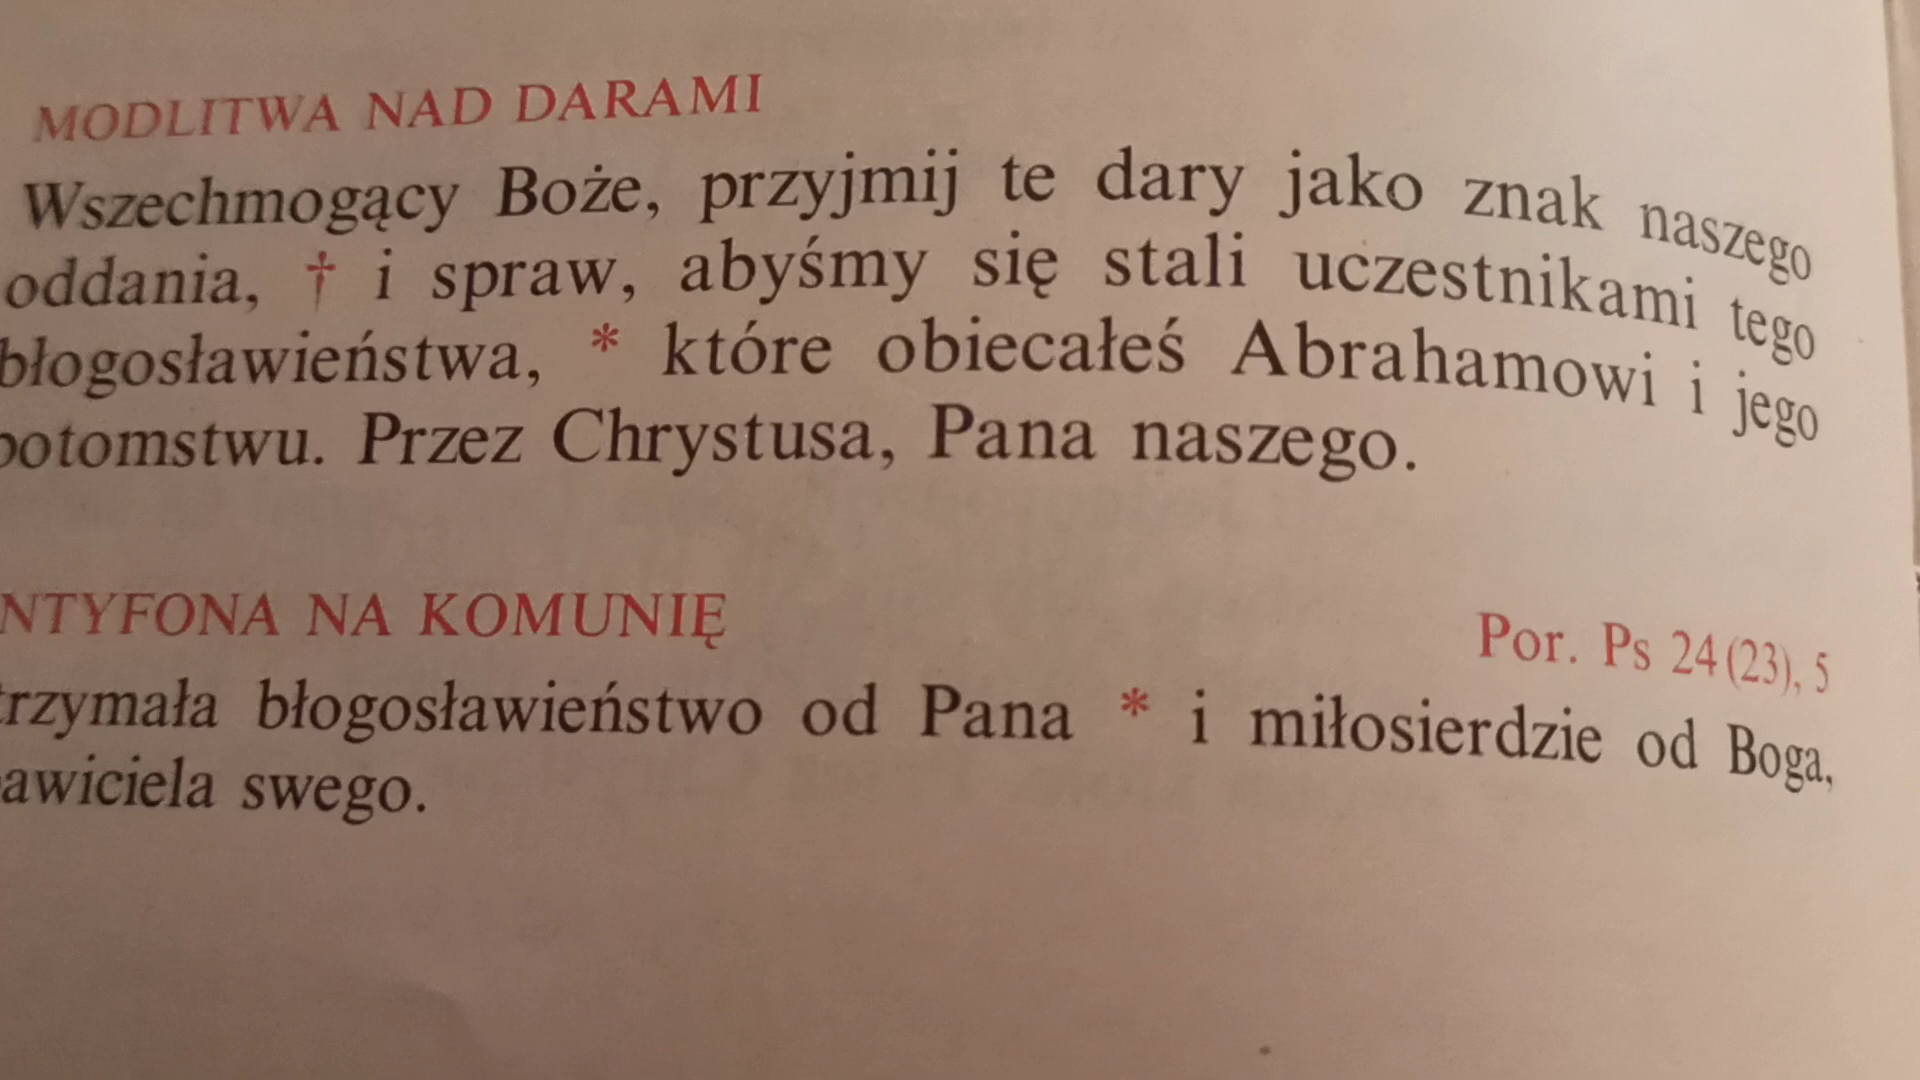 MODLITWA NAD DARAMI
Wszechmogący Boże, przyjmij te dary jako znak naszego
oddania, † i spraw, abyśmy się stali uczestnikami tego
błogosławieństwa, * które obiecałeś Abrahamowi i jego
potomstwu. Przez Chrystusa, Pana naszego.
NTYFONA NA KOMUNIĘ Por. Ps 24 (23), 5
trzymała błogosławieństwo od Pana * i miłosierdzie od Boga,
awiciela swego.